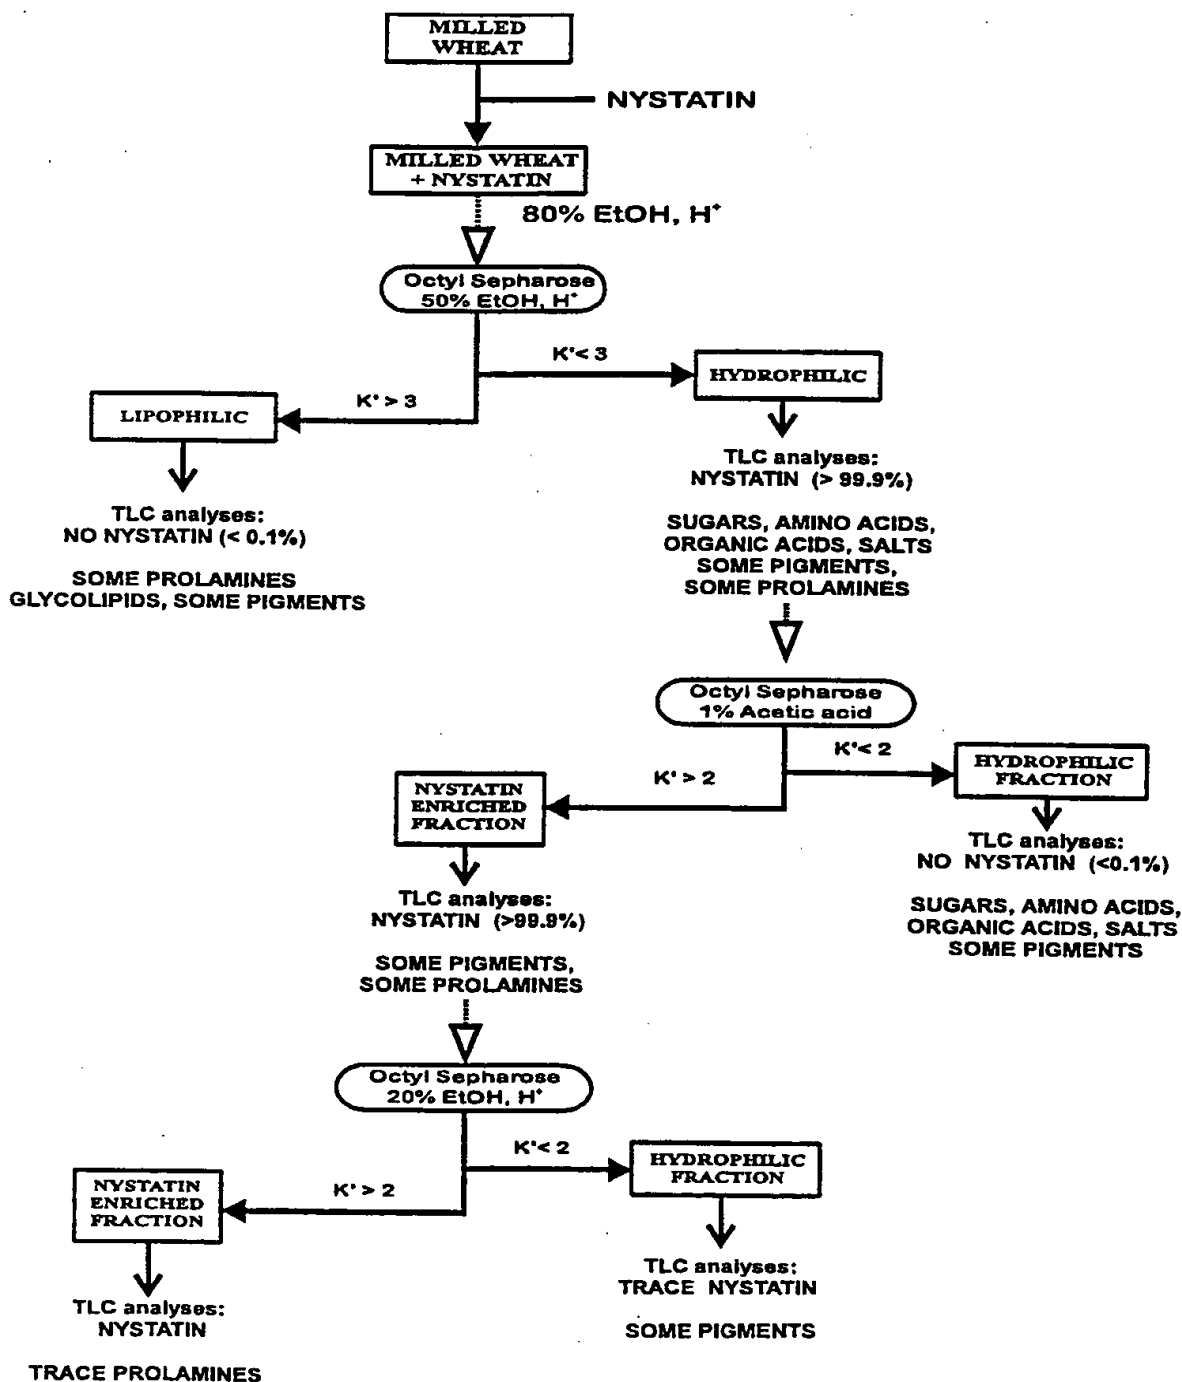 MILLED
WHEAT
NYSTATIN
MILLED WHEAT
+ NYSTATIN
80% EtOH, H⁺
Octyl Sepharose
50% EtOH, H⁺
K'< 3
HYDROPHILIC
K' > 3
LIPOPHILIC
TLC analyses:
NYSTATIN (> 99.9%)
SUGARS, AMINO ACIDS,
ORGANIC ACIDS, SALTS
SOME PIGMENTS,
SOME PROLAMINES
TLC analyses:
NO NYSTATIN (< 0.1%)
SOME PROLAMINES
GLYCOLIPIDS, SOME PIGMENTS
Octyl Sepharose
1% Acetic acid
K'< 2
HYDROPHILIC
FRACTION
K' > 2
NYSTATIN
ENRICHED
FRACTION
TLC analyses:
NO NYSTATIN (<0.1%)
SUGARS, AMINO ACIDS,
ORGANIC ACIDS, SALTS
SOME PIGMENTS
TLC analyses:
NYSTATIN (>99.9%)
SOME PIGMENTS,
SOME PROLAMINES
Octyl Sepharose
20% EtOH, H⁺
K'< 2
HYDROPHILIC
FRACTION
K' > 2
NYSTATIN
ENRICHED
FRACTION
TLC analyses:
TRACE NYSTATIN
SOME PIGMENTS
TLC analyses:
NYSTATIN
TRACE PROLAMINES